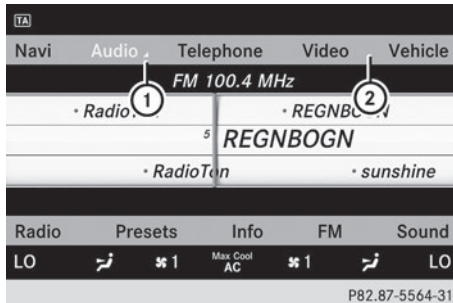 TA
Navi Audio Telephone Video Vehicle
FM 100.4 MHz
1 2
• Radio • REGNBO N
5 REGNBOGN
• RadioTon • sunshine
Radio Presets Info FM Sound
LO 1 Max Cool AC 1 LO
P82.87-5564-31